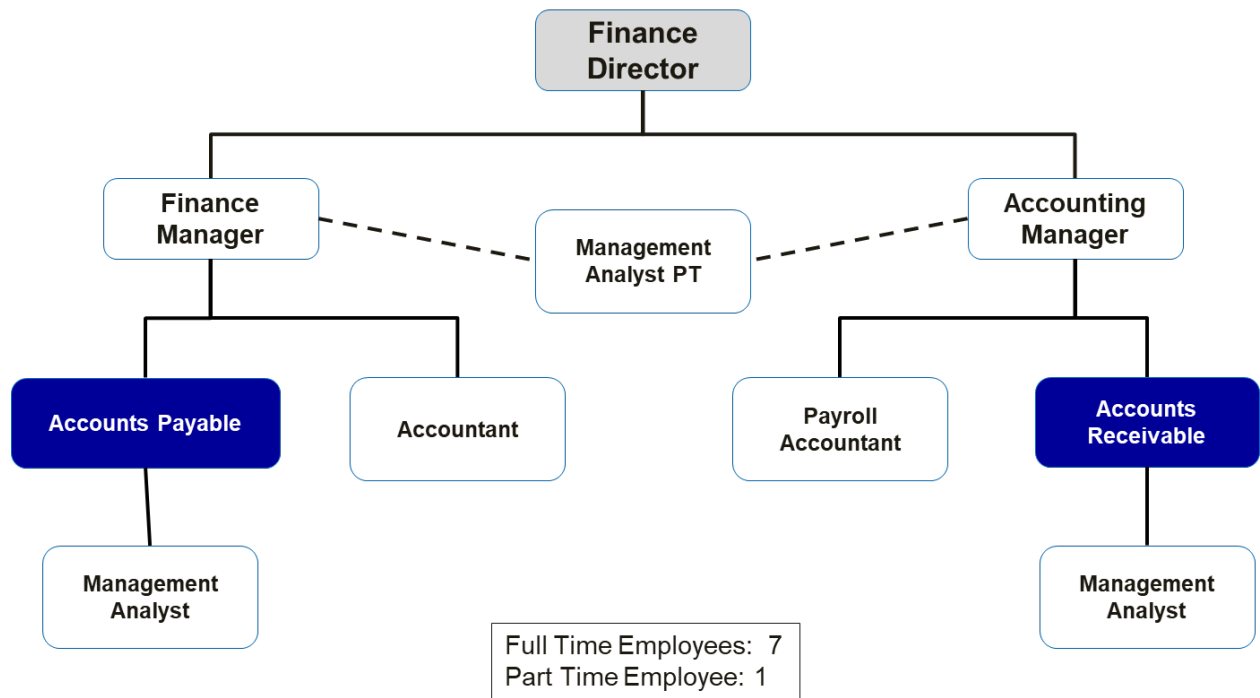 Finance
Director
Finance
Manager
Accounting
Manager
Management
Analyst PT
Accounts Payable
Accountant
Payroll
Accountant
Accounts
Receivable
Management
Analyst
Management
Analyst
Full Time Employees: 7
Part Time Employee: 1